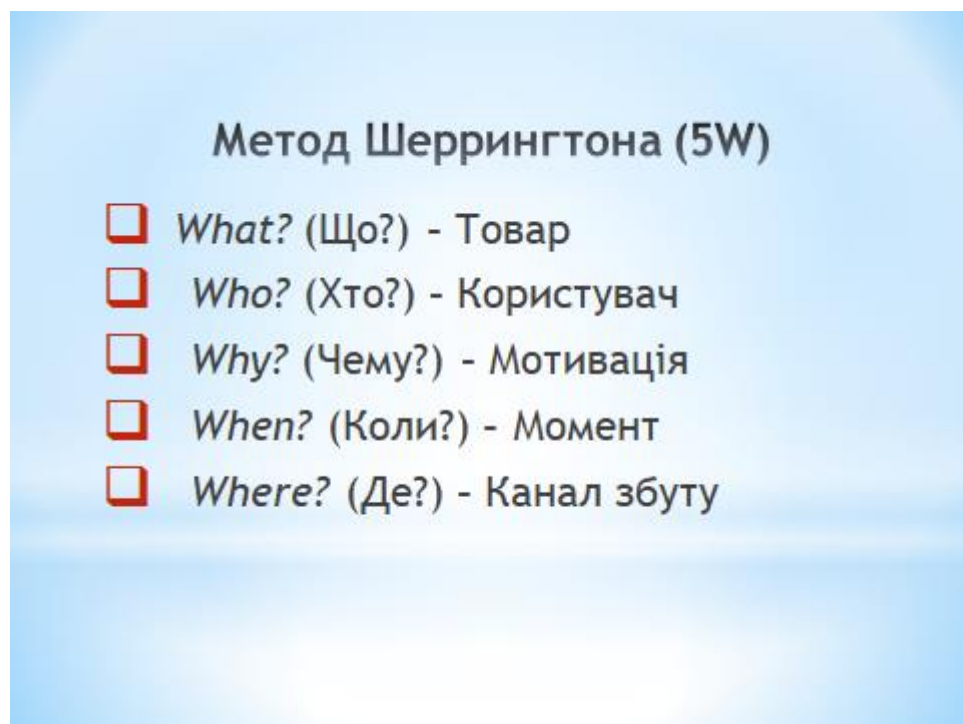 Метод Шеррингтона (5W)
What? (Що?) - Товар
Who? (Хто?) - Користувач
Why? (Чему?) - Мотивація
When? (Коли?) - Момент
Where? (Де?) - Канал збуту